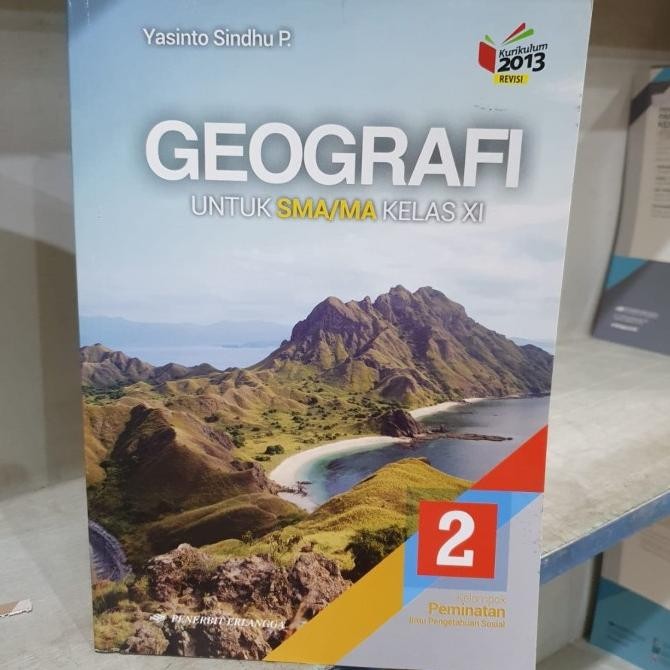 Yasinto Sindhu P.
Kurikulum
2013
REVISI
GEOGRAFI
UNTUK SMA/MA KELAS XI
2
Kelompok
Peminatan
Ilmu Pengetahuan Sosial
PENERBIT ERLANGGA